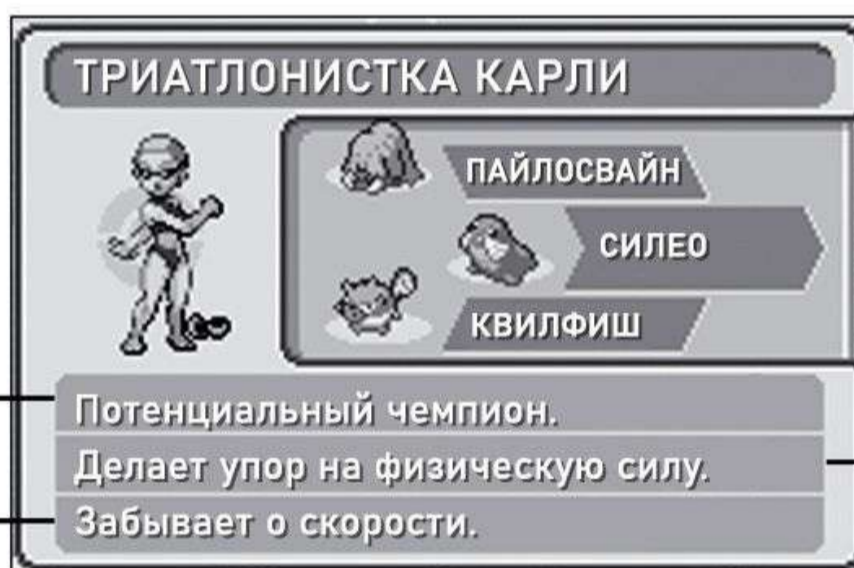 ТРИАТЛОНИСТКА КАРЛИ
ПАЙЛОСВАЙН
СИЛЕО
КВИЛФИШ
Потенциальный чемпион.
Делает упор на физическую силу.
Забывает о скорости.